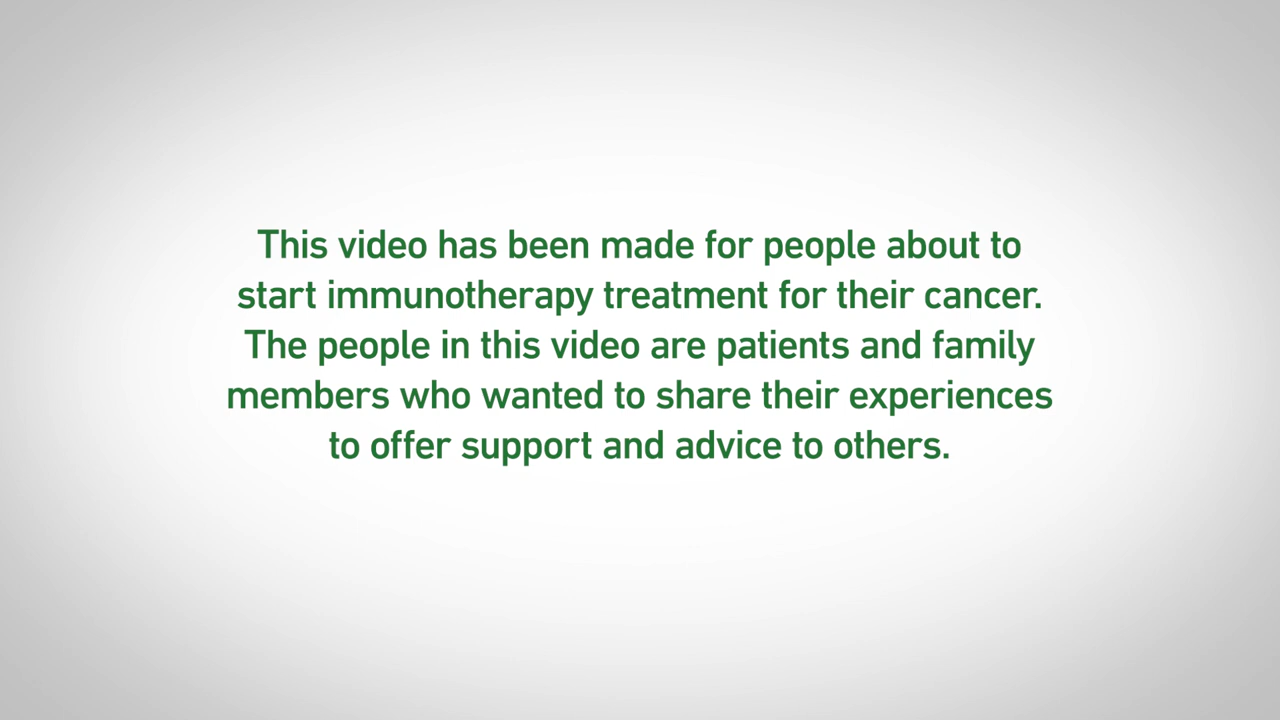 This video has been made for people about to
start immunotherapy treatment for their cancer.
The people in this video are patients and family
members who wanted to share their experiences
to offer support and advice to others.